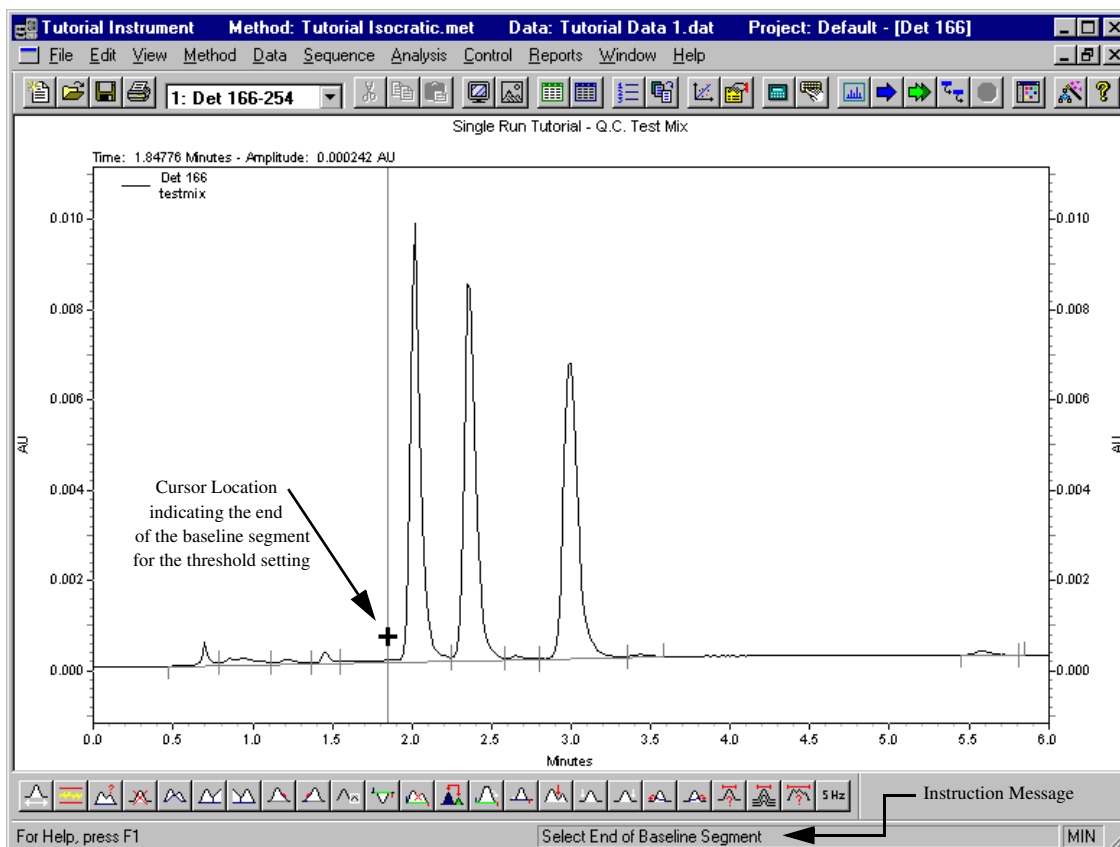 Tutorial Instrument Method: Tutorial Isocratic.met Data: Tutorial Data 1.dat Project: Default - [Det 166]
File Edit View Method Data Sequence Analysis Control Reports Window Help
1: Det 166-254
Single Run Tutorial - Q.C. Test Mix
Time: 1.84776 Minutes - Amplitude: 0.000242 AU
Det 166
testmix
0.010 0.010
0.008 0.008
0.006 0.006
AU AU
0.004 0.004
Cursor Location
indicating the end
of the baseline segment
for the threshold setting
0.002 0.002
0.000 0.000
0.0 0.5 1.0 1.5 2.0 2.5 3.0 3.5 4.0 4.5 5.0 5.5 6.0
Minutes
5 Hz
Instruction Message
For Help, press F1 Select End of Baseline Segment MIN